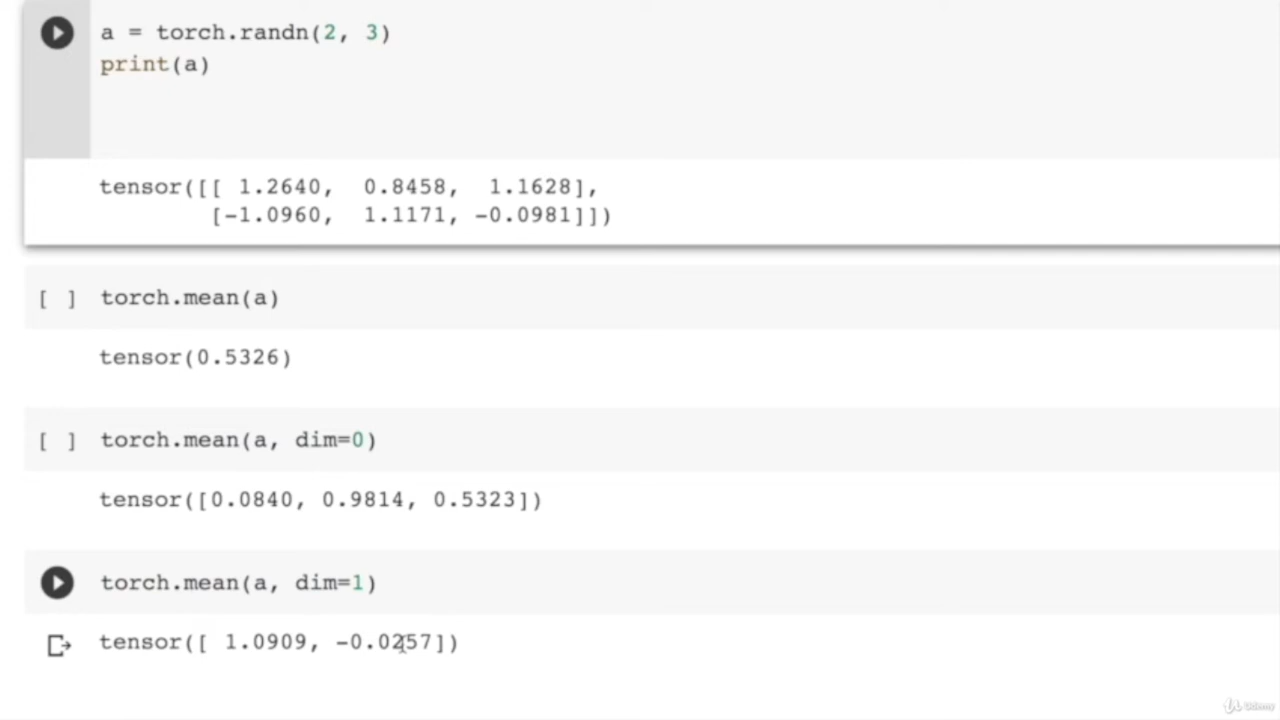 a = torch.randn(2, 3)
print(a)
tensor([[ 1.2640,  0.8458,  1.1628],
        [-1.0960,  1.1171, -0.0981]])
[ ] torch.mean(a)
tensor(0.5326)
[ ] torch.mean(a, dim=0)
tensor([0.0840, 0.9814, 0.5323])
torch.mean(a, dim=1)
tensor([ 1.0909, -0.0257])
Udemy